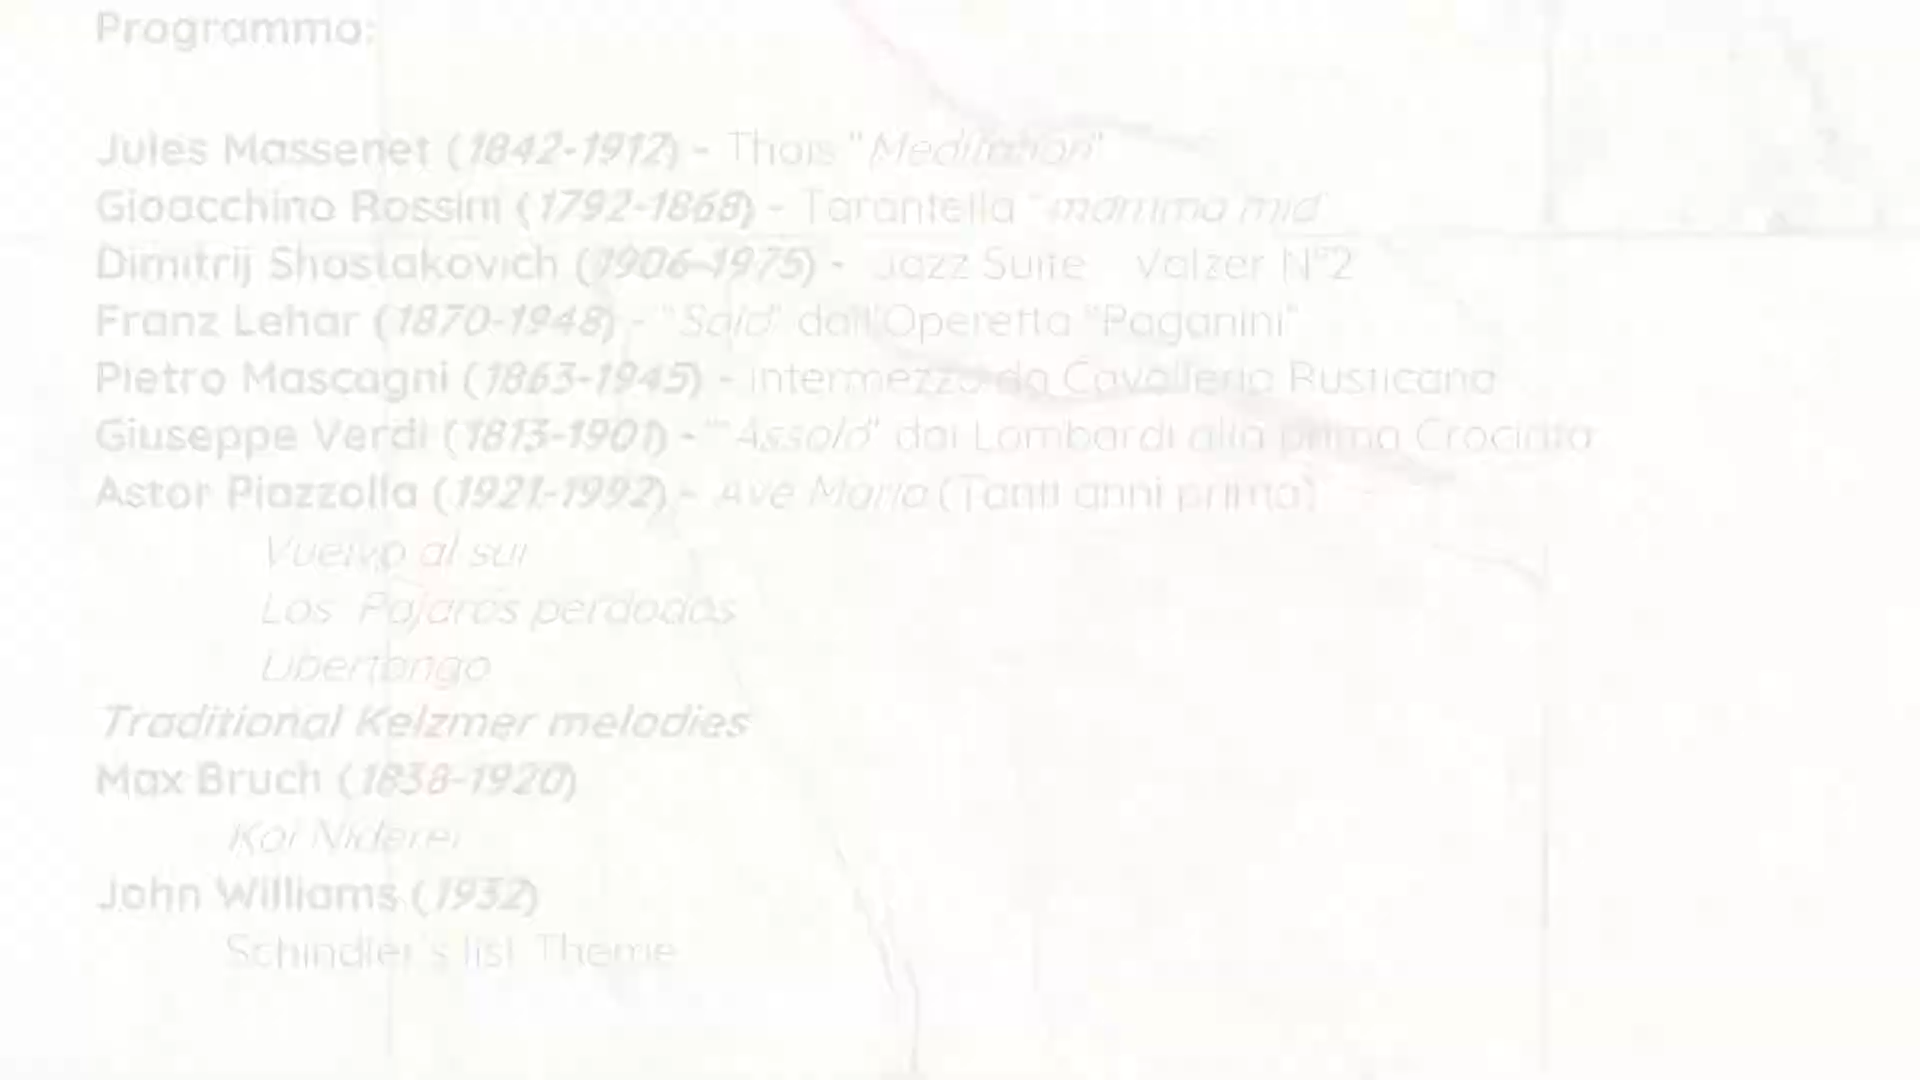 Programma:
Jules Massenet (1842-1912) - Thais "Meditation"
Gioacchino Rossini (1792-1868) - Tarantella "mamma mia"
Dimitrij Shostakovich (1906-1975) - Jazz Suite Valzer N°2
Franz Lehar (1870-1948) - "Solo" dall'Operetta "Paganini"
Pietro Mascagni (1863-1945) - Intermezzo da Cavalleria Rusticana
Giuseppe Verdi (1813-1901) - "Assolo" dai Lombardi alla prima Crociata
Astor Piazzolla (1921-1992) - Ave Maria (Tanti anni prima)
Vuelvo al sur
Los Pajaros perdodos
Libertango
Traditional Kelzmer melodies
Max Bruch (1838-1920)
Kol Niderei
John Williams (1932)
Schindler's list Theme